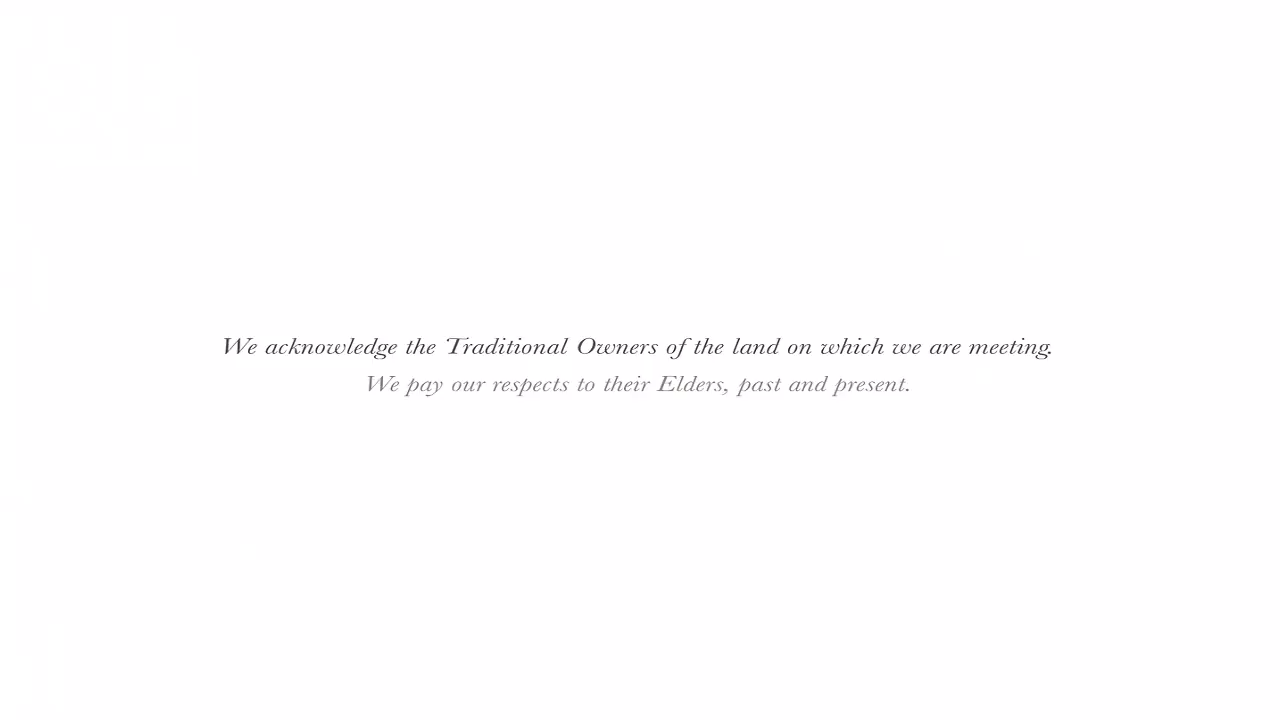 We acknowledge the Traditional Owners of the land on which we are meeting.
We pay our respects to their Elders, past and present.